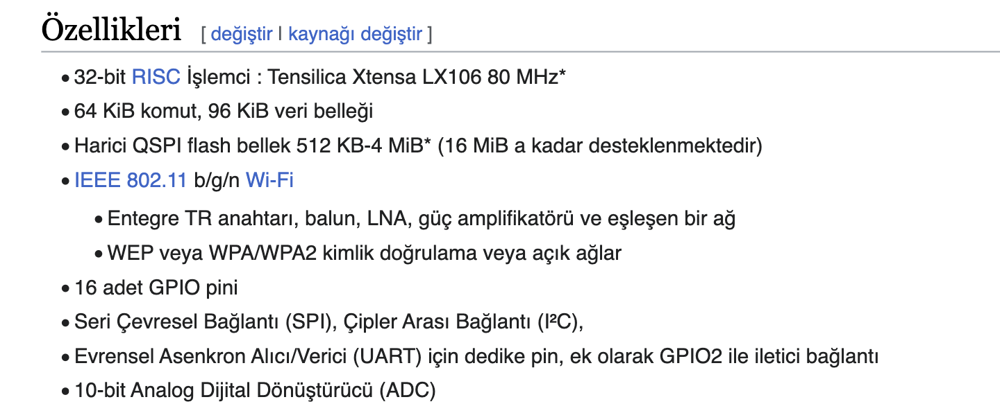 Özellikleri [ değiştir | kaynağı değiştir ]
• 32-bit RISC İşlemci : Tensilica Xtensa LX106 80 MHz*
• 64 KiB komut, 96 KiB veri belleği
• Harici QSPI flash bellek 512 KB-4 MiB* (16 MiB a kadar desteklenmektedir)
• IEEE 802.11 b/g/n Wi-Fi
• Entegre TR anahtarı, balun, LNA, güç amplifikatörü ve eşleşen bir ağ
• WEP veya WPA/WPA2 kimlik doğrulama veya açık ağlar
• 16 adet GPIO pini
• Seri Çevresel Bağlantı (SPI), Çipler Arası Bağlantı (I²C),
• Evrensel Asenkron Alıcı/Verici (UART) için dedike pin, ek olarak GPIO2 ile iletici bağlantı
• 10-bit Analog Dijital Dönüştürücü (ADC)